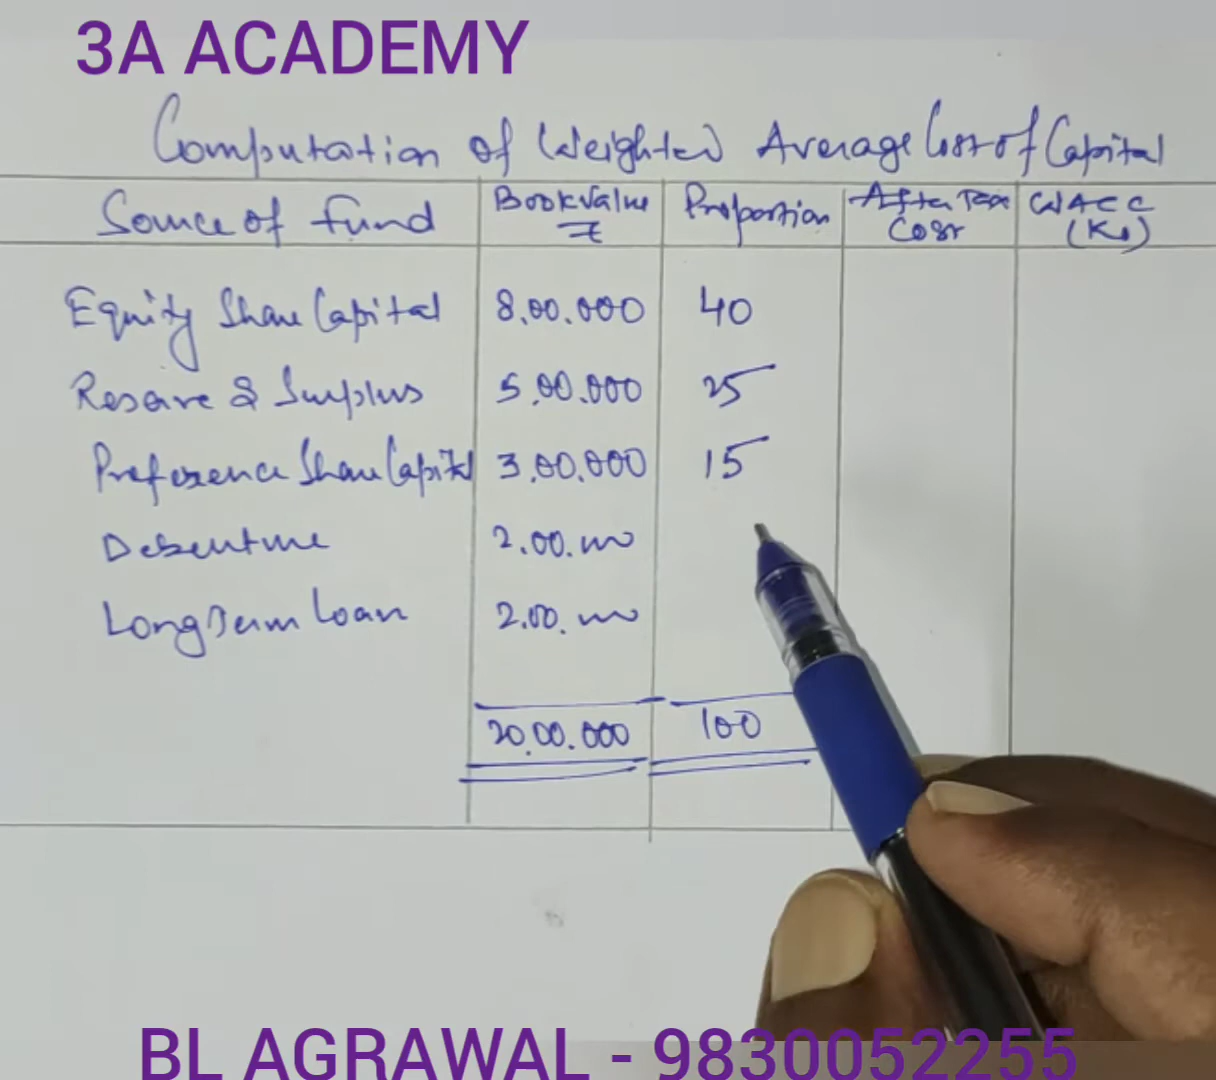 3A ACADEMY
Computation of Weighted Average Cost of Capital
Source of Fund Book Value ₹ Proportion After Tax Cost WACC (Ko)
Equity Share Capital 8,00,000 40
Reserve & Surplus 5,00,000 25
Preference Share Capital 3,00,000 15
Debenture 2,00,000
Long Term Loan 2,00,000
20,00,000 100
BL AGRAWAL - 9830052255